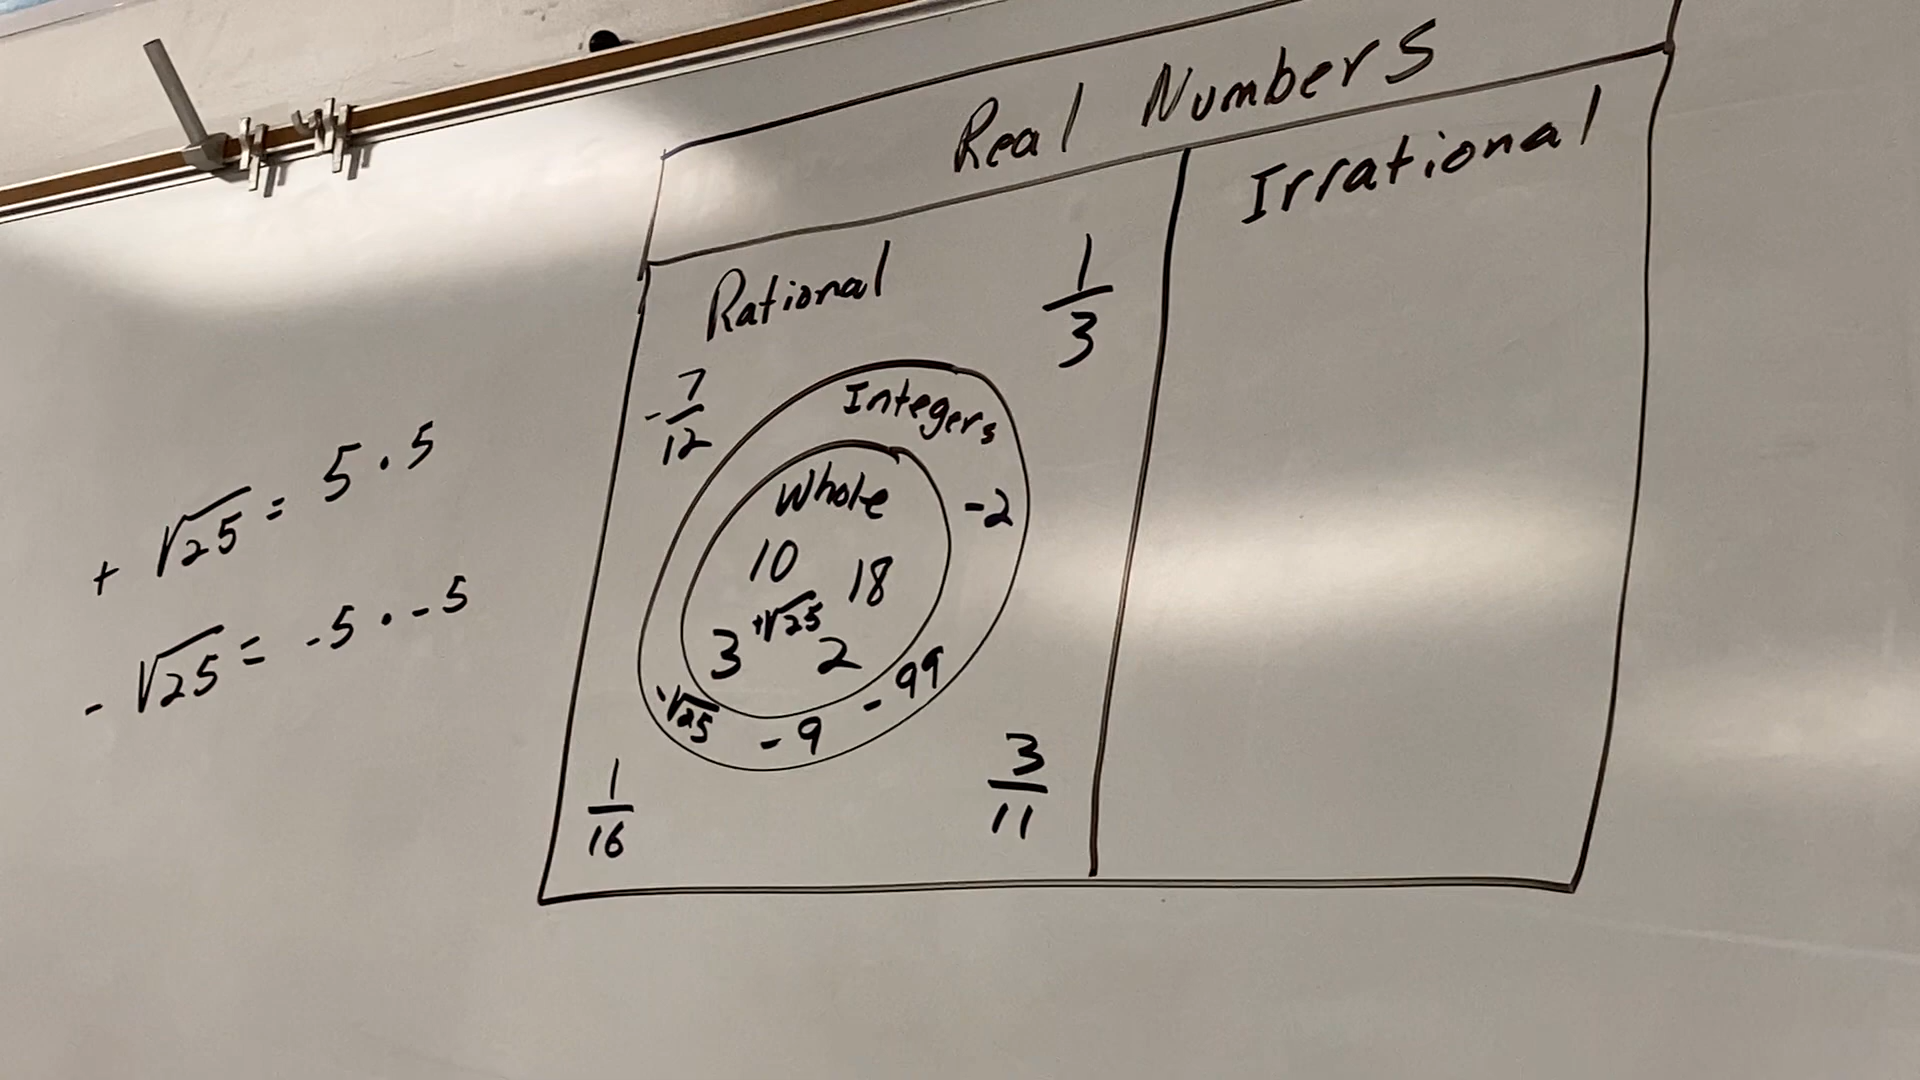 Real Numbers
Rational
Irrational
1/3
-7/12
Integers
Whole
-2
10
18
+√25
3
2
-√25
-9
-99
1/16
3/11
+ √25 = 5 · 5
- √25 = -5 · -5